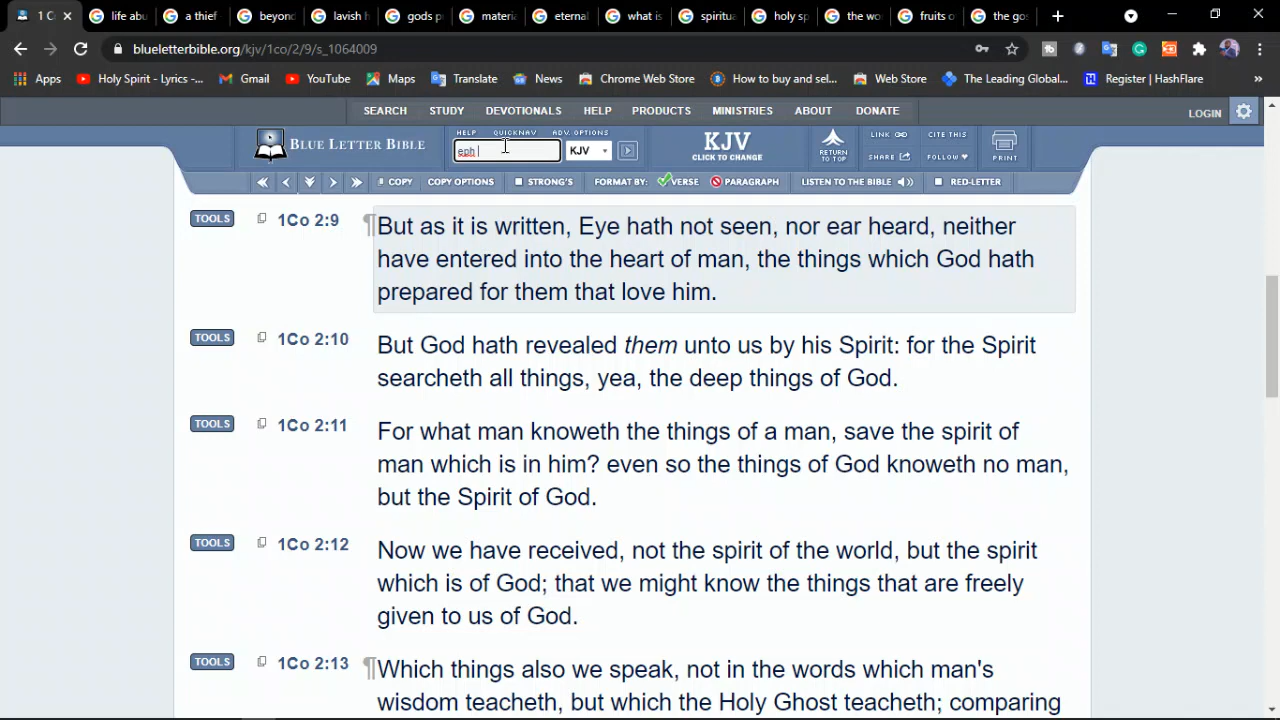 1 C
life abu
a thief
beyond
lavish h
gods p
materia
eternal
what is
spiritua
holy sp
the wo
fruits o
the gos
blueletterbible.org/kjv/1co/2/9/s_1064009
Apps
Holy Spirit - Lyrics -...
Gmail
YouTube
Maps
Translate
News
Chrome Web Store
How to buy and sel...
Web Store
The Leading Global...
Register | HashFlare
»
SEARCH STUDY DEVOTIONALS HELP PRODUCTS MINISTRIES ABOUT DONATE
LOGIN
HELP QUICKNAV ADV. OPTIONS
BLUE LETTER BIBLE
eph
KJV
KJV
CLICK TO CHANGE
RETURN
TO TOP
LINK
CITE THIS
SHARE
FOLLOW
PRINT
COPY COPY OPTIONS STRONG'S FORMAT BY: VERSE PARAGRAPH LISTEN TO THE BIBLE RED-LETTER
TOOLS 1Co 2:9 ¶But as it is written, Eye hath not seen, nor ear heard, neither
have entered into the heart of man, the things which God hath
prepared for them that love him.
TOOLS 1Co 2:10 But God hath revealed them unto us by his Spirit: for the Spirit
searcheth all things, yea, the deep things of God.
TOOLS 1Co 2:11 For what man knoweth the things of a man, save the spirit of
man which is in him? even so the things of God knoweth no man,
but the Spirit of God.
TOOLS 1Co 2:12 Now we have received, not the spirit of the world, but the spirit
which is of God; that we might know the things that are freely
given to us of God.
TOOLS 1Co 2:13 ¶Which things also we speak, not in the words which man's
wisdom teacheth, but which the Holy Ghost teacheth; comparing